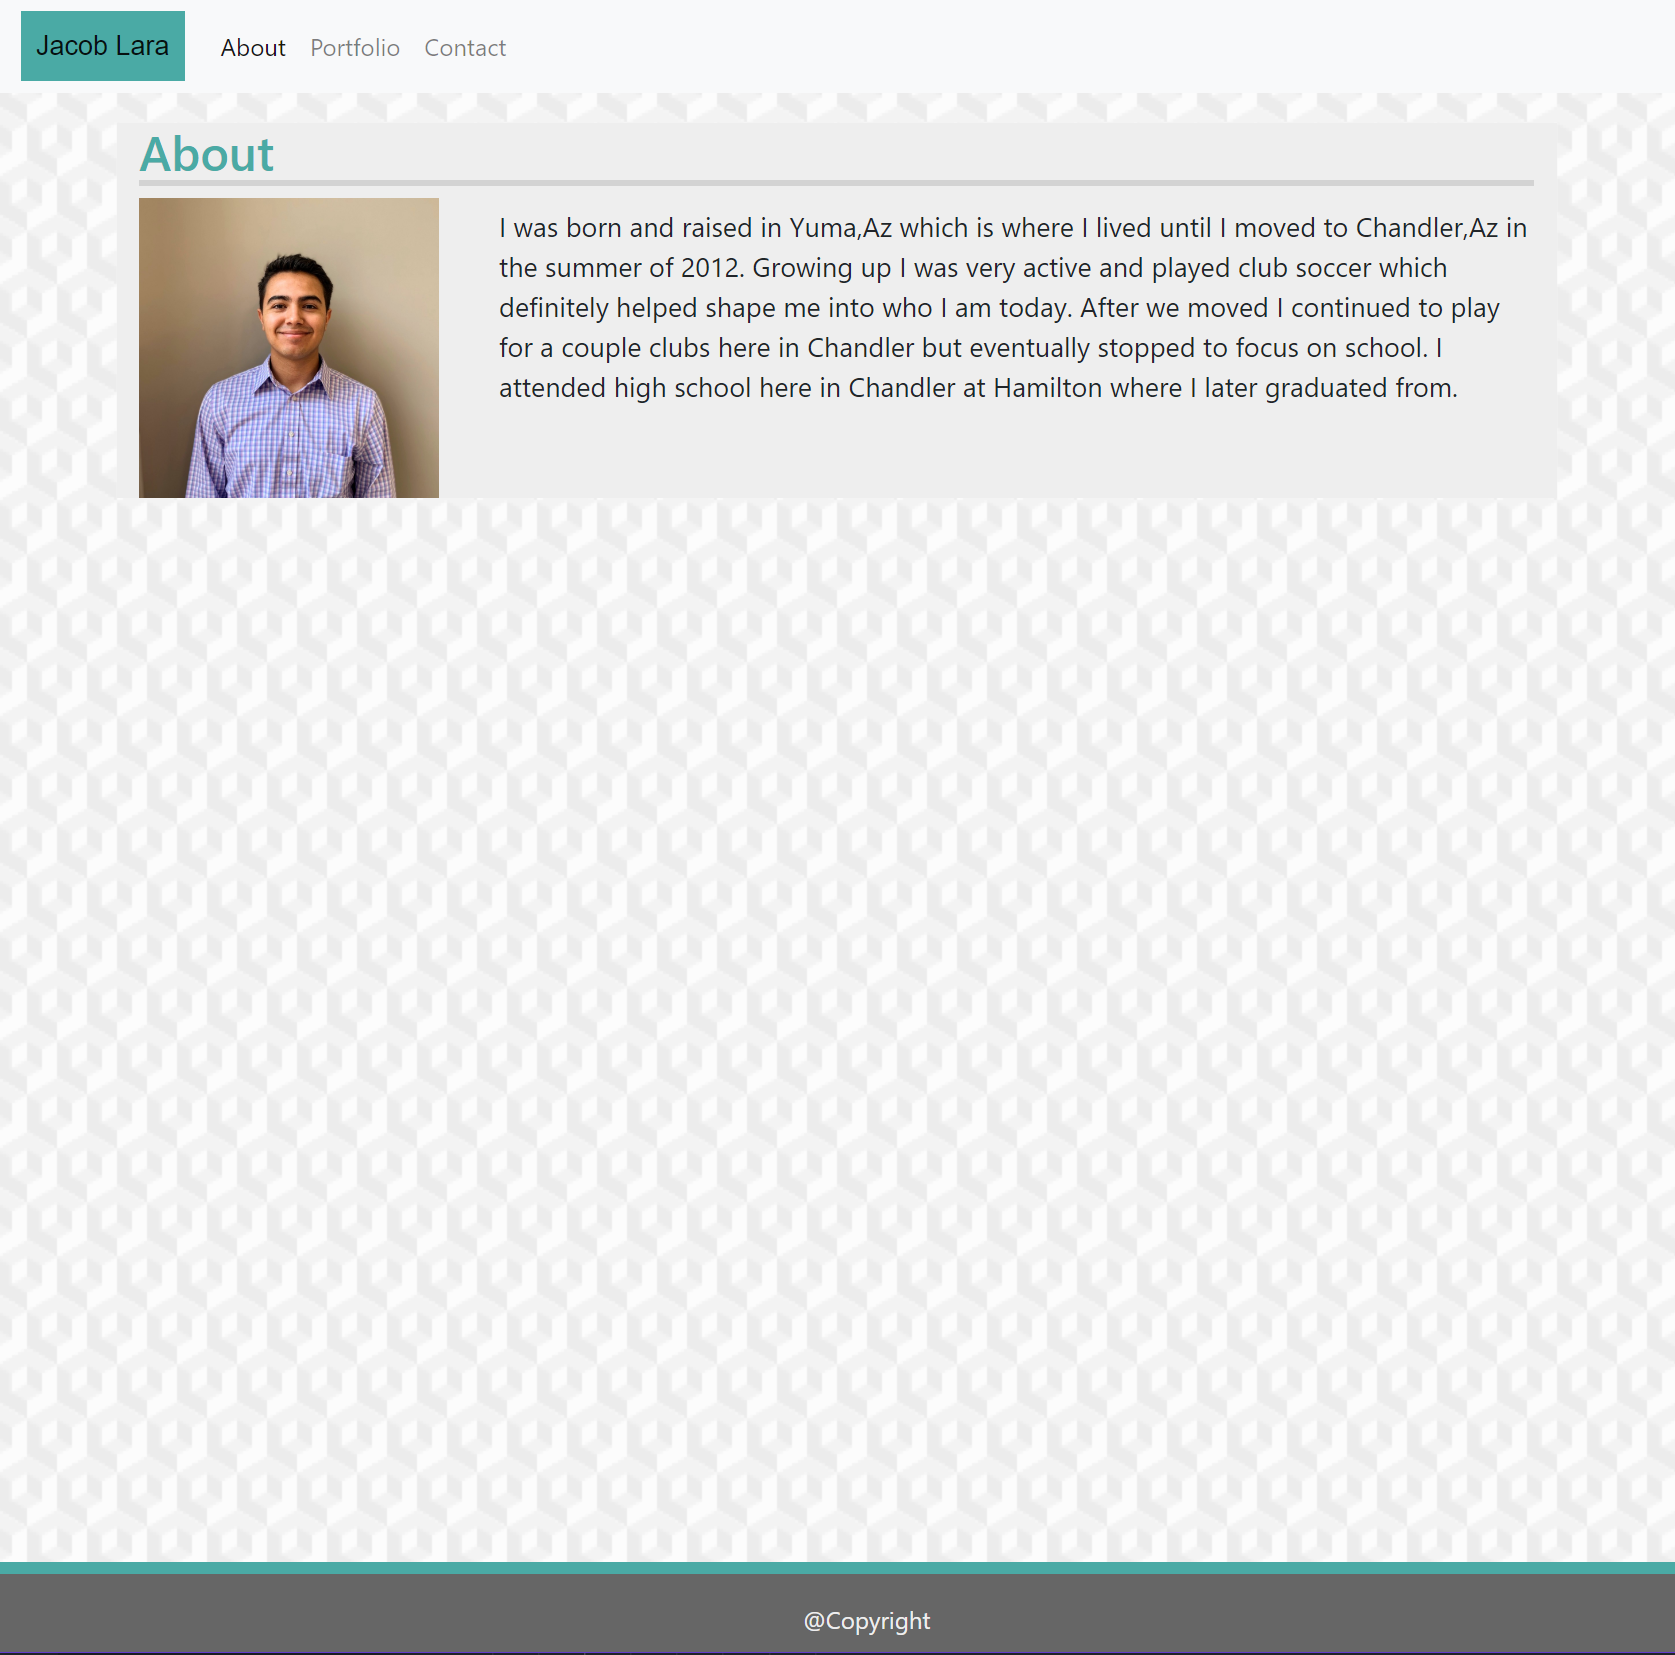 Jacob Lara About Portfolio Contact
About
I was born and raised in Yuma,Az which is where I lived until I moved to Chandler,Az in
the summer of 2012. Growing up I was very active and played club soccer which
definitely helped shape me into who I am today. After we moved I continued to play
for a couple clubs here in Chandler but eventually stopped to focus on school. I
attended high school here in Chandler at Hamilton where I later graduated from.
@Copyright